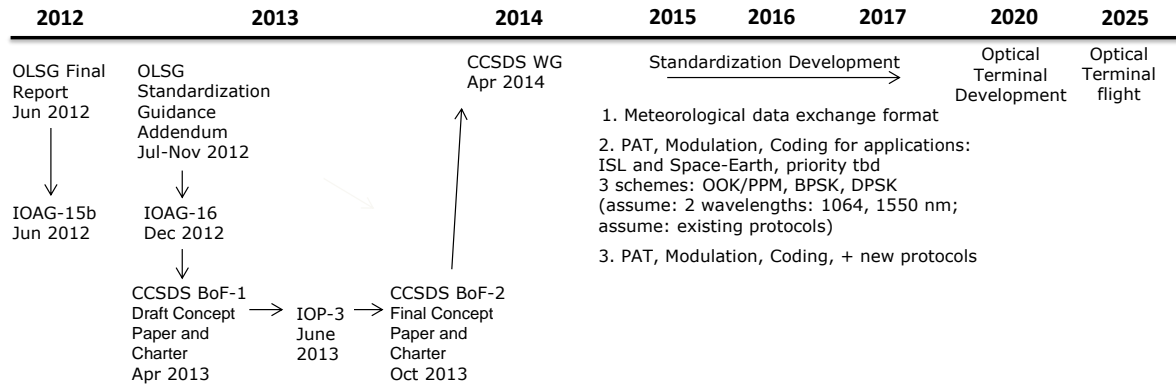 2012
2013
2014
2015
2016
2017
2020
2025
OLSG Final
Report
Jun 2012
IOAG-15b
Jun 2012
OLSG
Standardization
Guidance
Addendum
Jul-Nov 2012
IOAG-16
Dec 2012
CCSDS BoF-1
Draft Concept
Paper and
Charter
Apr 2013
IOP-3
June
2013
CCSDS BoF-2
Final Concept
Paper and
Charter
Oct 2013
CCSDS WG
Apr 2014
Standardization Development
1. Meteorological data exchange format
2. PAT, Modulation, Coding for applications:
ISL and Space-Earth, priority tbd
3 schemes: OOK/PPM, BPSK, DPSK
(assume: 2 wavelengths: 1064, 1550 nm;
assume: existing protocols)
3. PAT, Modulation, Coding, + new protocols
Optical
Terminal
Development
Optical
Terminal
flight